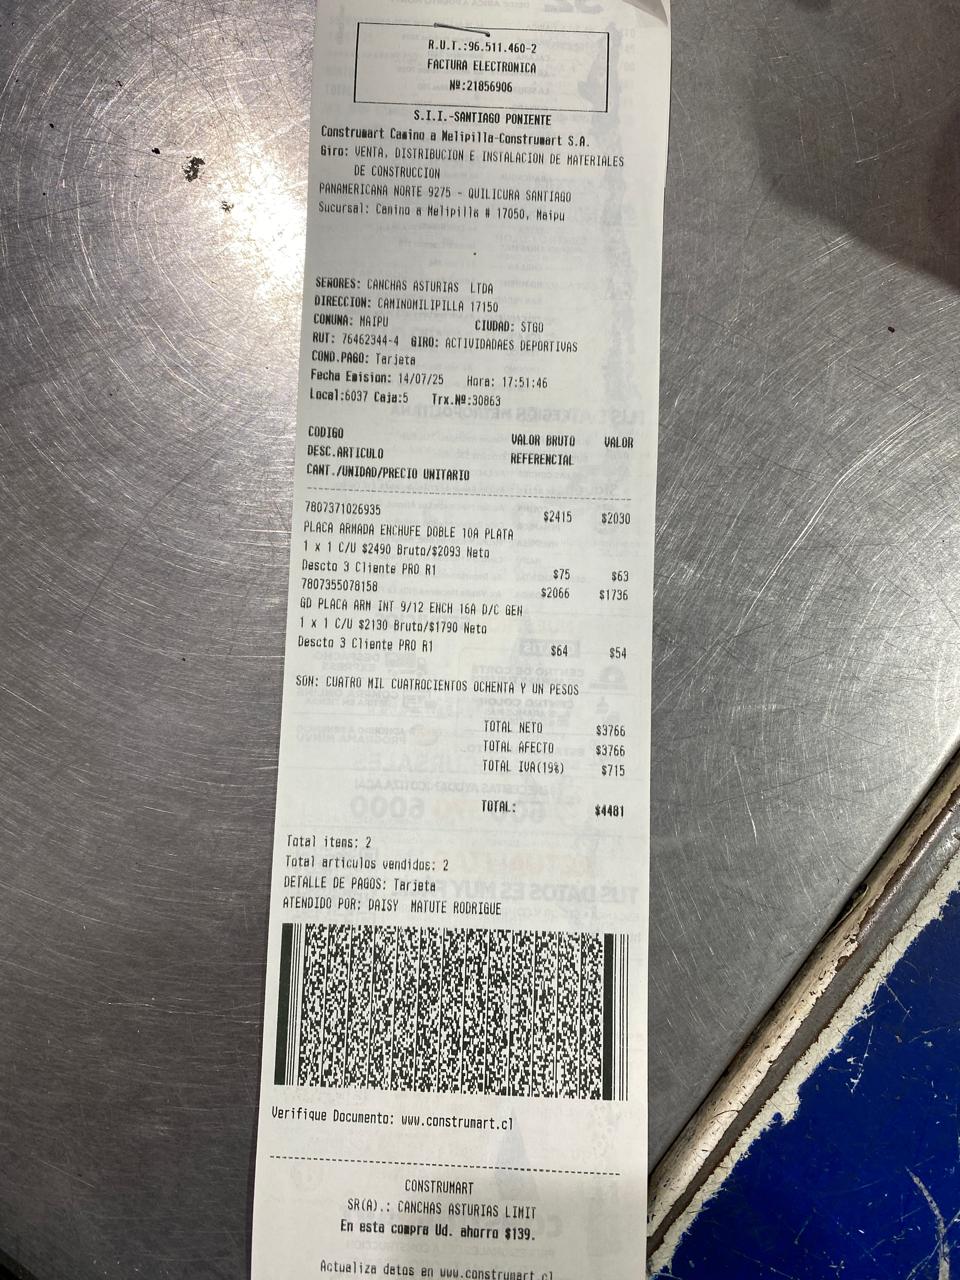 R.U.T.:96.511.460-2
FACTURA ELECTRONICA
Nº:21856906
S.I.I.-SANTIAGO PONIENTE
Construmart Camino a Melipilla-Construmart S.A.
Giro: VENTA, DISTRIBUCION E INSTALACION DE MATERIALES
DE CONSTRUCCION
PANAMERICANA NORTE 9275 - QUILICURA SANTIAGO
Sucursal: Camino a Melipilla # 17050, Maipu
SEÑORES: CANCHAS ASTURIAS LTDA
DIRECCION: CAMINOMILIPILLA 17150
COMUNA: MAIPU CIUDAD: STGO
RUT: 76462344-4 GIRO: ACTIVIDADAES DEPORTIVAS
COND.PAGO: Tarjeta
Fecha Emision: 14/07/25 Hora: 17:51:46
Local:6037 Caja:5 Trx.Nº:30863
CODIGO VALOR BRUTO VALOR
DESC.ARTICULO REFERENCIAL
CANT./UNIDAD/PRECIO UNITARIO
7807371026935 $2415 $2030
PLACA ARMADA ENCHUFE DOBLE 10A PLATA
1 x 1 C/U $2490 Bruto/$2093 Neto
Descto 3 Cliente PRO R1 $75 $63
7807355078158 $2066 $1736
GD PLACA ARM INT 9/12 ENCH 16A D/C GEN
1 x 1 C/U $2130 Bruto/$1790 Neto
Descto 3 Cliente PRO R1 $64 $54
SON: CUATRO MIL CUATROCIENTOS OCHENTA Y UN PESOS
TOTAL NETO $3766
TOTAL AFECTO $3766
TOTAL IVA(19%) $715
TOTAL: $4481
Total items: 2
Total articulos vendidos: 2
DETALLE DE PAGOS: Tarjeta
ATENDIDO POR: DAISY MATUTE RODRIGUE
Verifique Documento: www.construmart.cl
CONSTRUMART
SR(A).: CANCHAS ASTURIAS LIMIT
En esta compra Ud. ahorro $139.
Actualiza datos en www.construmart.cl